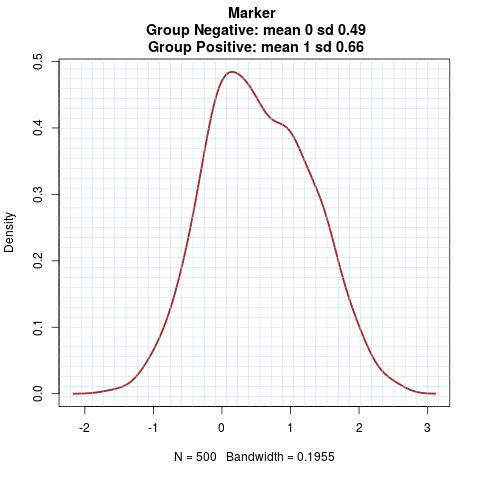 Marker
Group Negative: mean 0 sd 0.49
Group Positive: mean 1 sd 0.66
Density
0.5
0.4
0.3
0.2
0.1
0.0
-2 -1 0 1 2 3
N = 500 Bandwidth = 0.1955